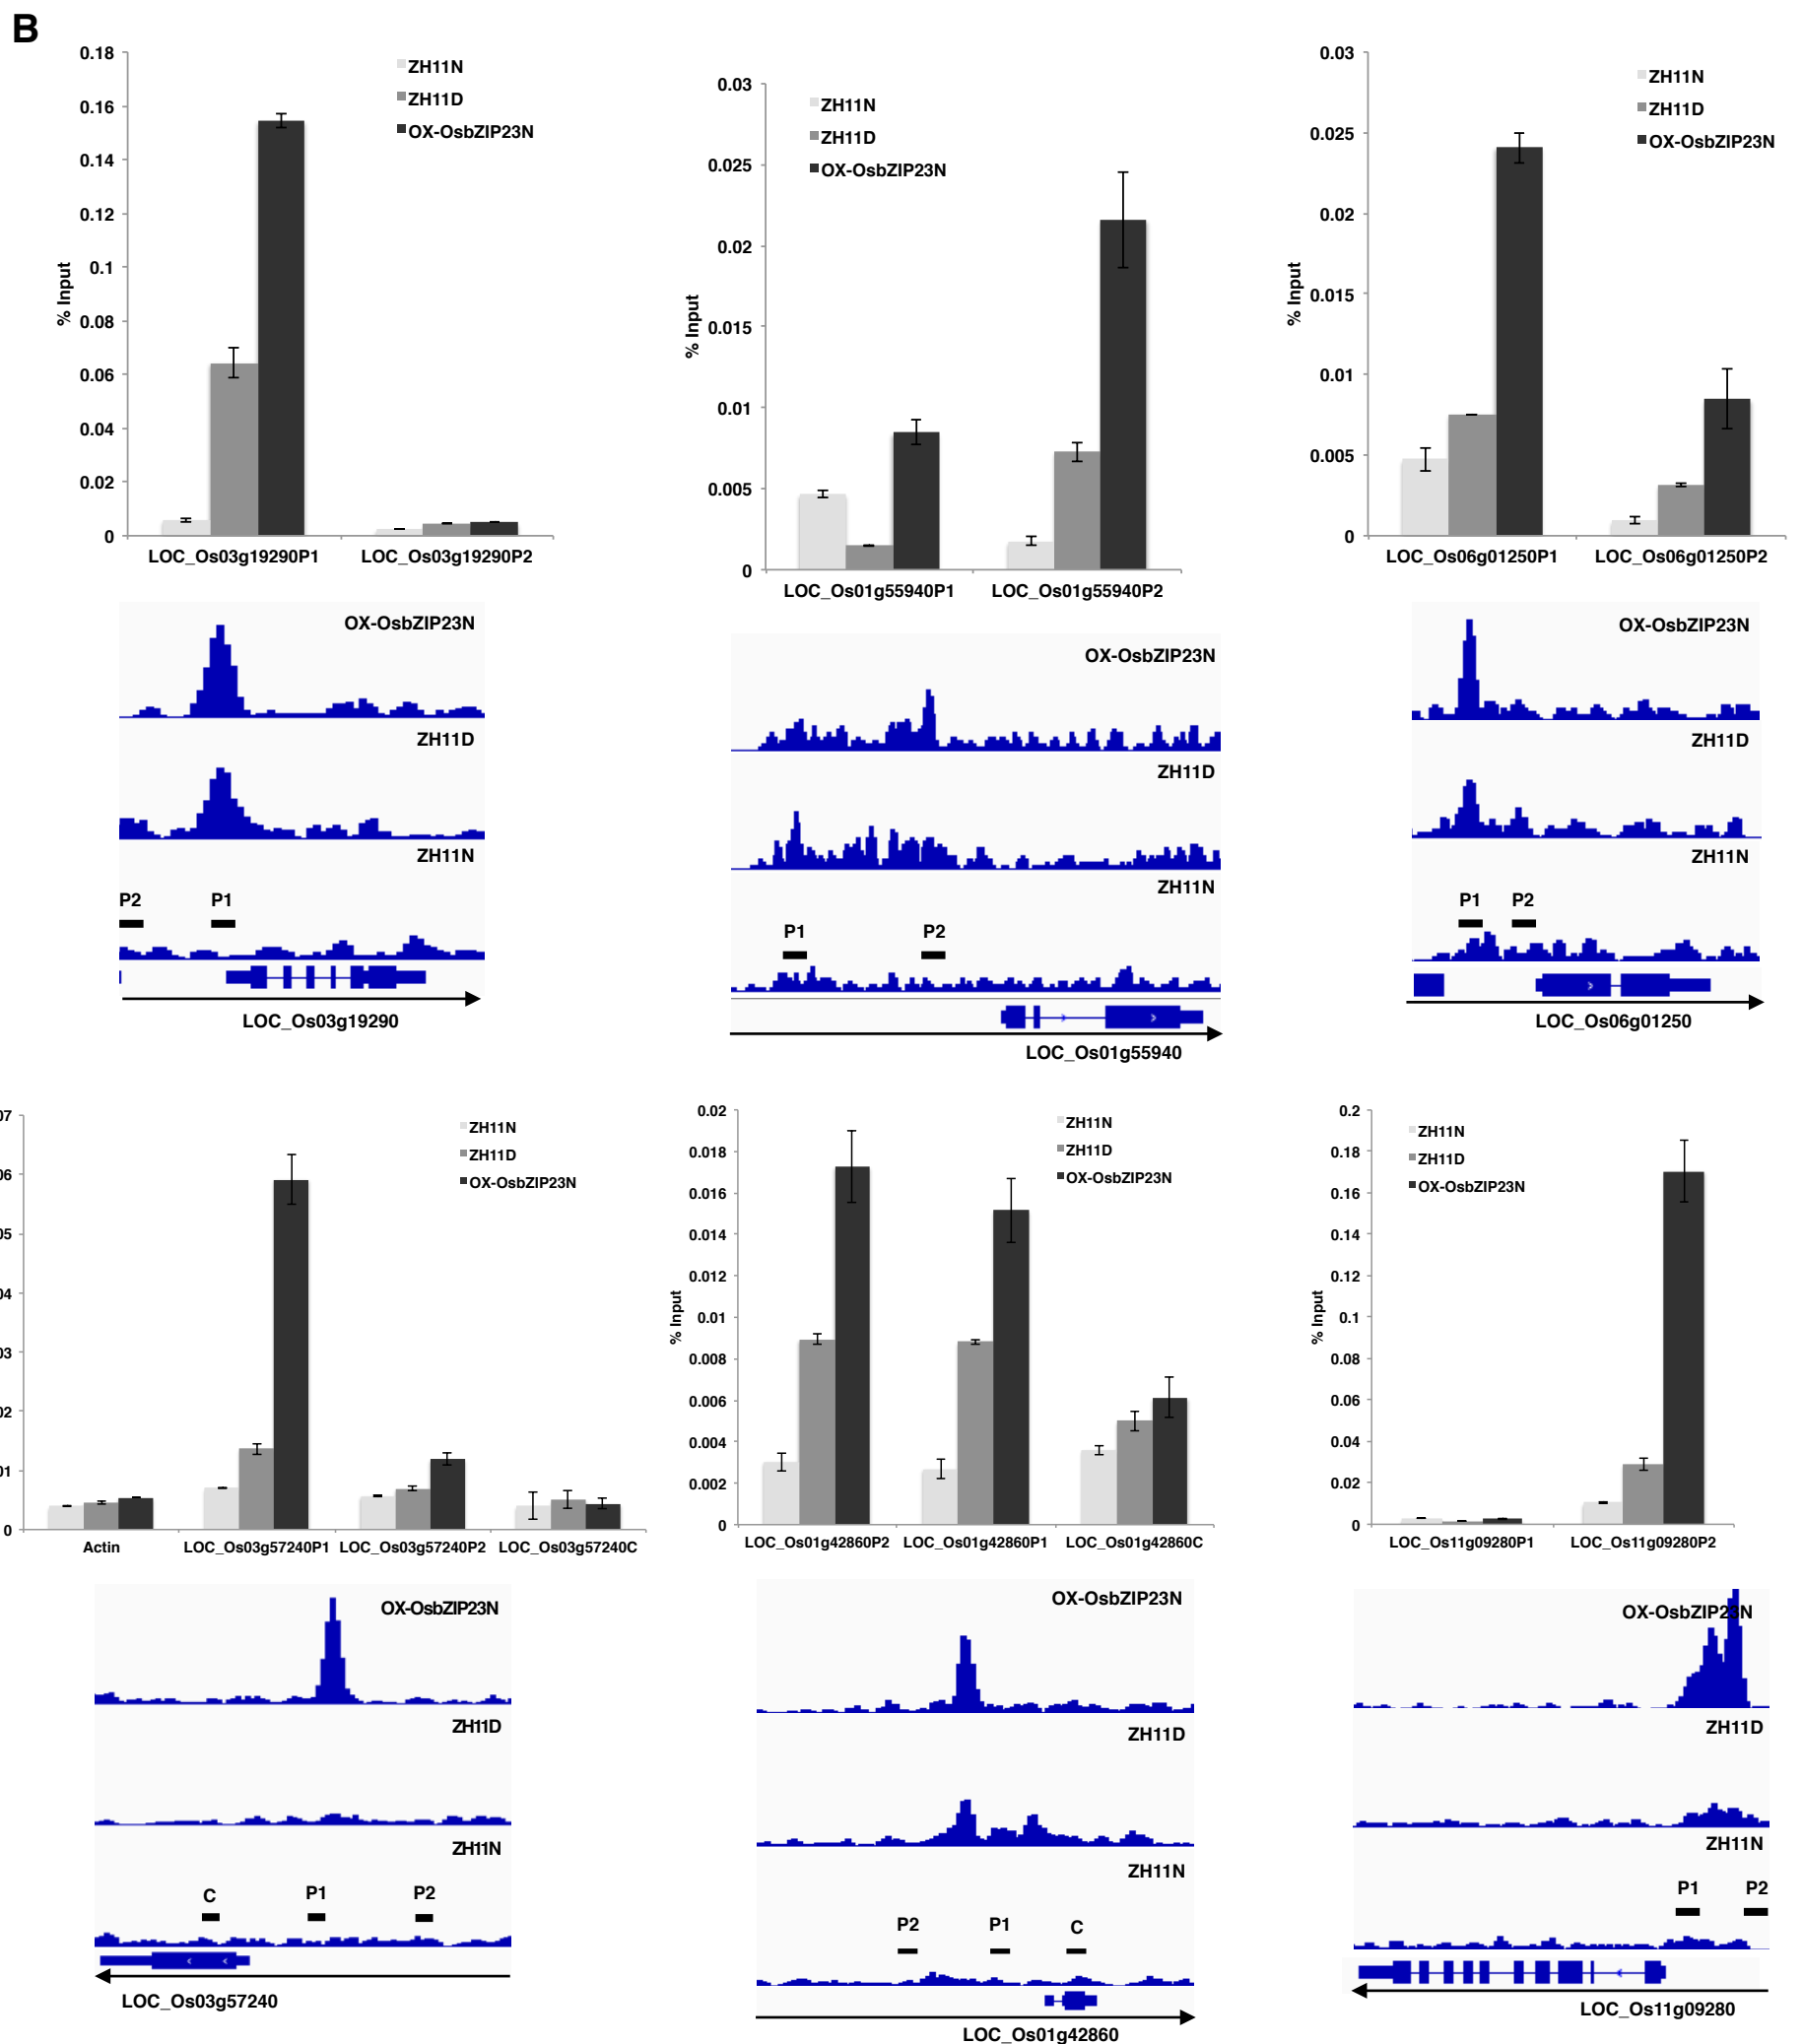 B
0.18
0.16
0.14
0.12
0.1
0.08
0.06
0.04
0.02
0
% Input
ZH11N
ZH11D
OX-OsbZIP23N
LOC_Os03g19290P1 LOC_Os03g19290P2
0.03
0.025
0.02
0.015
0.01
0.005
0
% Input
ZH11N
ZH11D
OX-OsbZIP23N
LOC_Os01g55940P1 LOC_Os01g55940P2
0.03
0.025
0.02
0.015
0.01
0.005
0
% Input
ZH11N
ZH11D
OX-OsbZIP23N
LOC_Os06g01250P1 LOC_Os06g01250P2
OX-OsbZIP23N
ZH11D
ZH11N
P2 P1
LOC_Os03g19290
OX-OsbZIP23N
ZH11D
ZH11N
P1 P2
LOC_Os01g55940
OX-OsbZIP23N
ZH11D
ZH11N
P1 P2
LOC_Os06g01250
07
06
05
04
03
02
01
0
ZH11N
ZH11D
OX-OsbZIP23N
Actin LOC_Os03g57240P1 LOC_Os03g57240P2 LOC_Os03g57240C
0.02
0.018
0.016
0.014
0.012
0.01
0.008
0.006
0.004
0.002
0
% Input
ZH11N
ZH11D
OX-OsbZIP23N
LOC_Os01g42860P2 LOC_Os01g42860P1 LOC_Os01g42860C
0.2
0.18
0.16
0.14
0.12
0.1
0.08
0.06
0.04
0.02
0
% Input
ZH11N
ZH11D
OX-OsbZIP23N
LOC_Os11g09280P1 LOC_Os11g09280P2
OX-OsbZIP23N
ZH11D
ZH11N
C P1 P2
LOC_Os03g57240
OX-OsbZIP23N
ZH11D
ZH11N
P2 P1 C
LOC_Os01g42860
OX-OsbZIP23N
ZH11D
ZH11N
P1 P2
LOC_Os11g09280